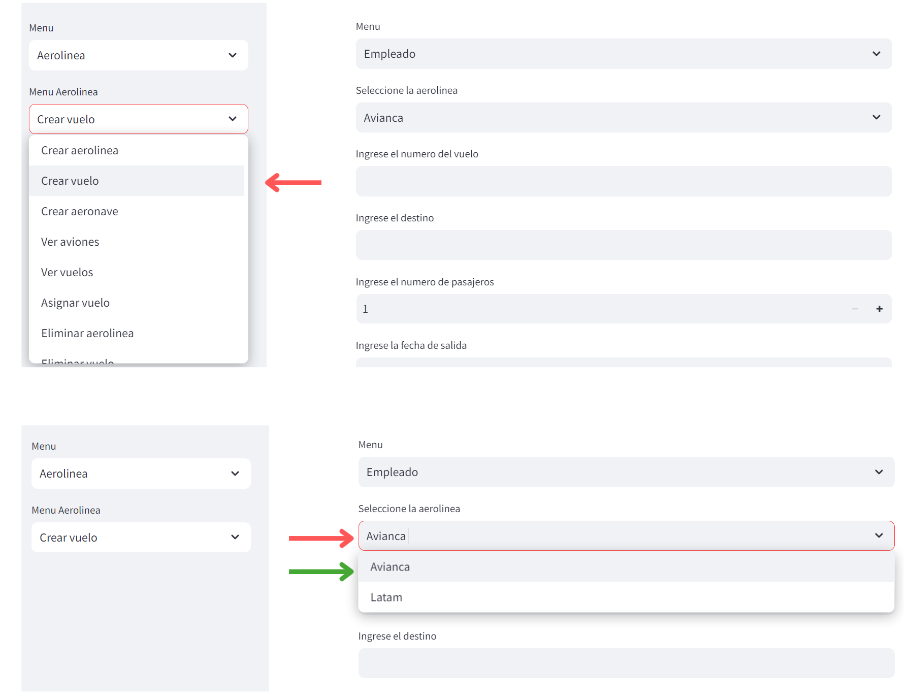 Menu
Aerolinea
Menu Aerolinea
Crear vuelo
Crear aerolinea
Crear vuelo
Crear aeronave
Ver aviones
Ver vuelos
Asignar vuelo
Eliminar aerolinea
Eliminar vuelo
Menu
Empleado
Seleccione la aerolinea
Avianca
Ingrese el numero del vuelo
Ingrese el destino
Ingrese el numero de pasajeros
1
Ingrese la fecha de salida
Menu
Aerolinea
Menu Aerolinea
Crear vuelo
Menu
Empleado
Seleccione la aerolinea
Avianca
Avianca
Latam
Ingrese el destino